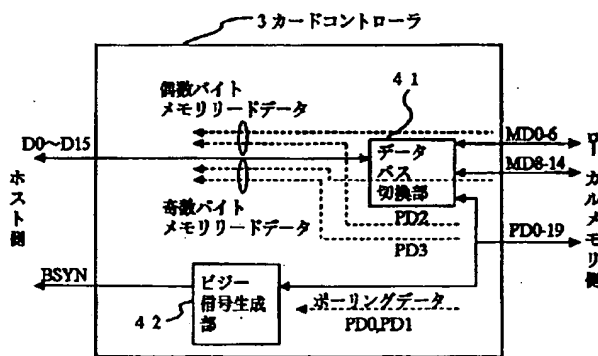 3カードコントローラ
偶数バイト
メモリリードデータ
41
D0〜D15
データ
パス
切換部
MD0-6
MD8-14
ホスト側
奇数バイト
メモリリードデータ
PD2
PD3
PD0-19
ローカルメモリ側
BSYN
ビジー
信号生成
部
42
ポーリングデータ
PD0,PD1